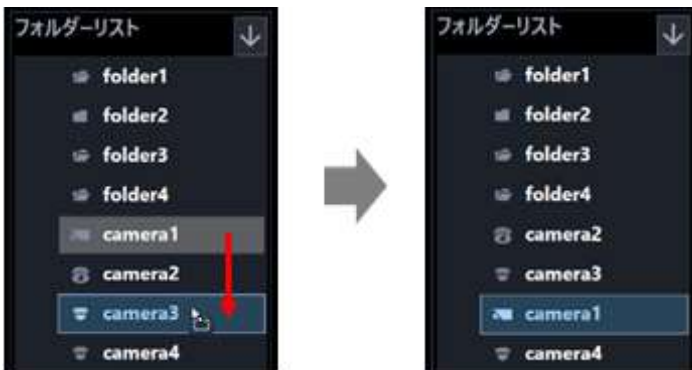 フォルダーリスト
folder1
folder2
folder3
folder4
camera1
camera2
camera3
camera4
フォルダーリスト
folder1
folder2
folder3
folder4
camera2
camera3
camera1
camera4